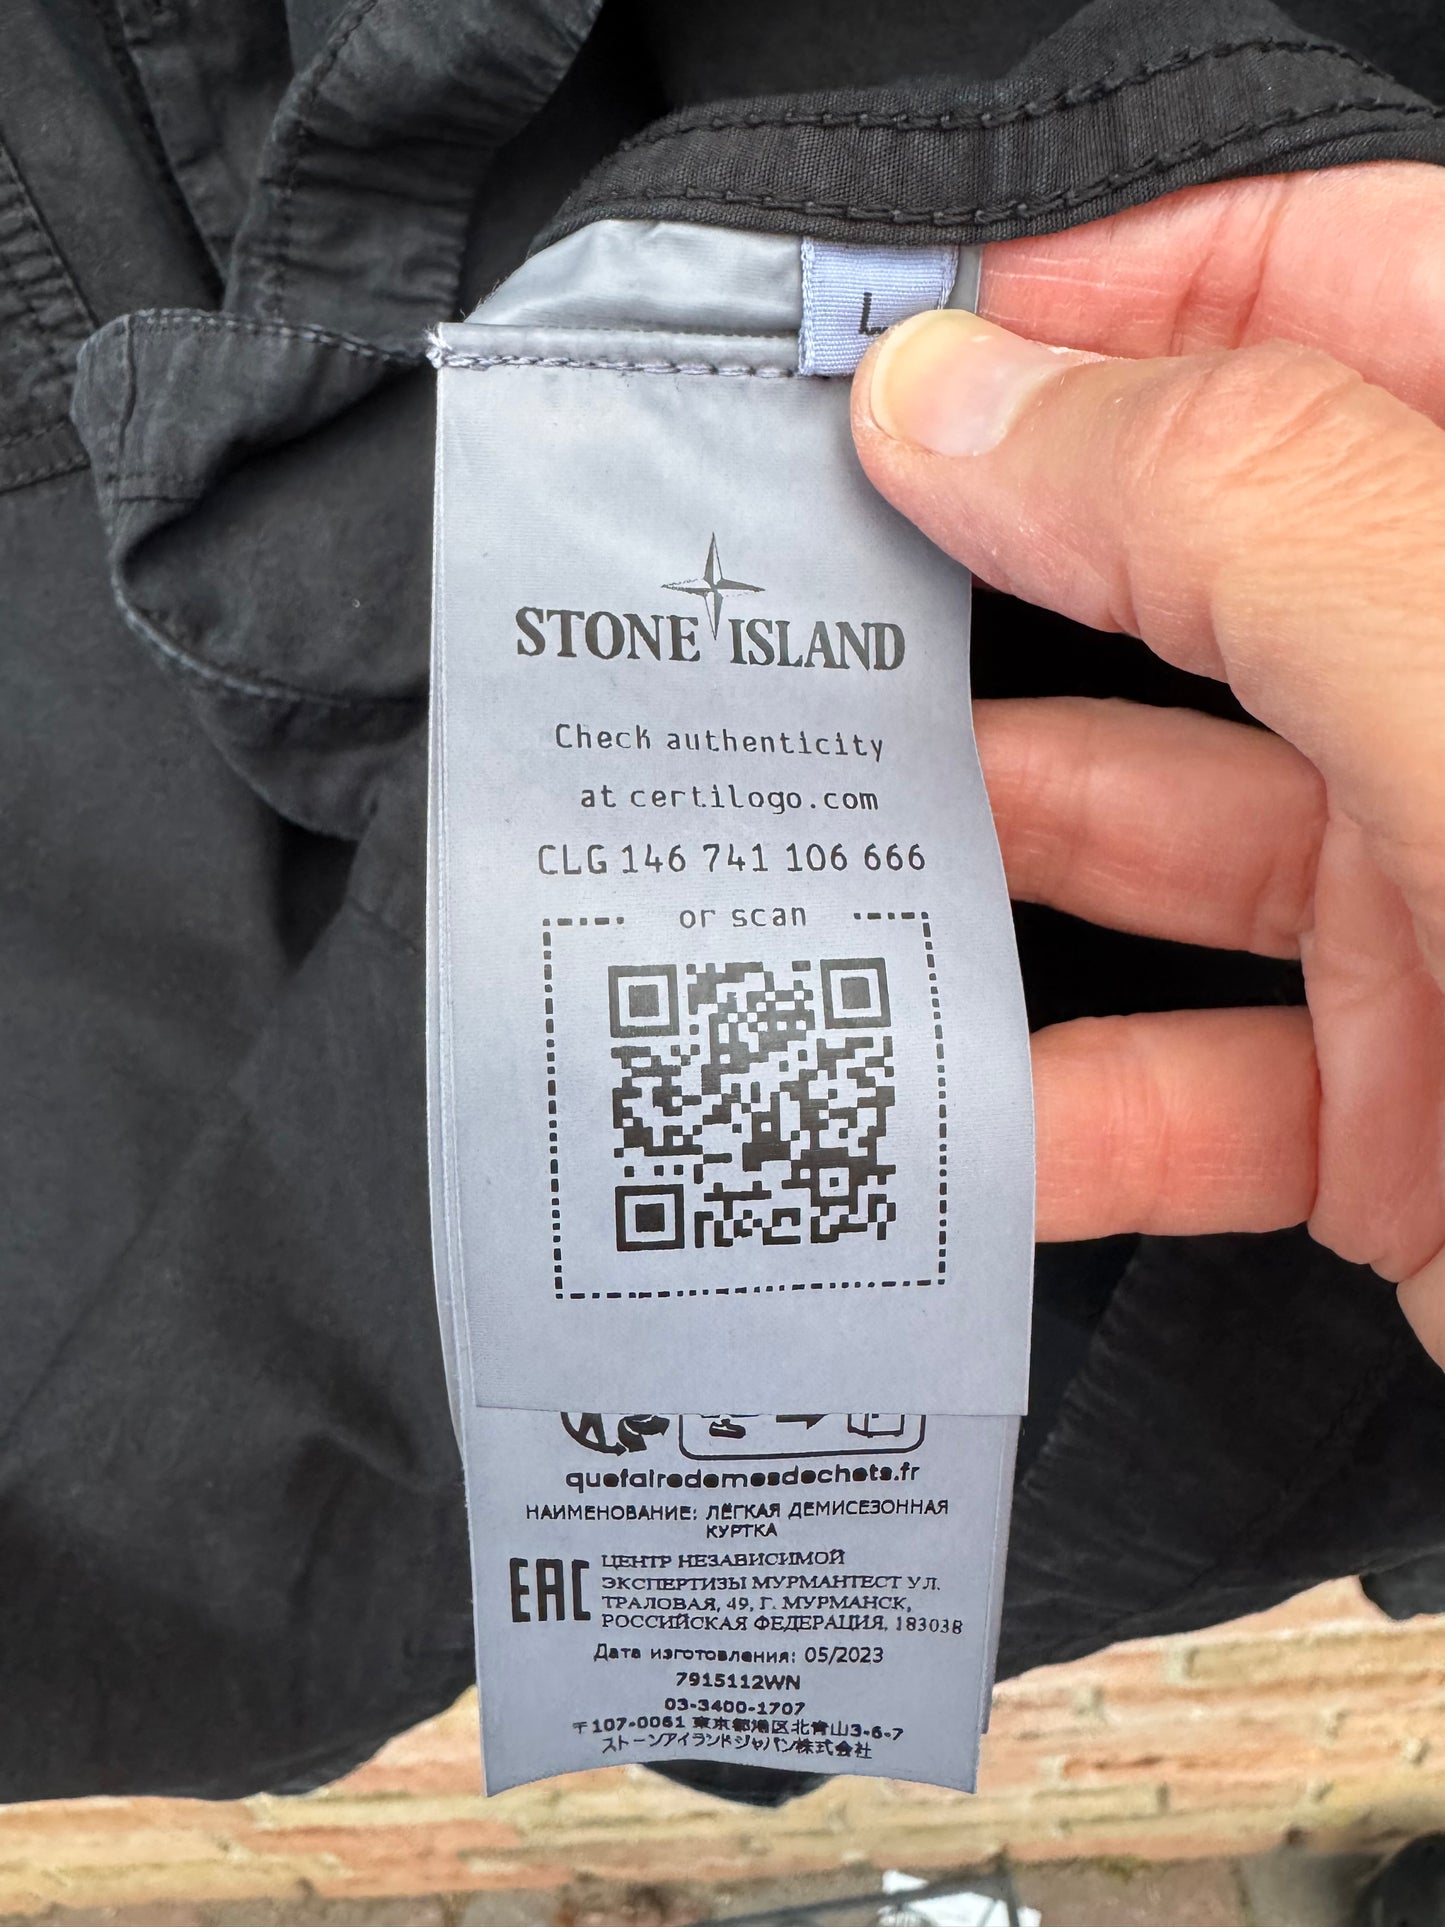 L
STONE ISLAND
Check authenticity
at certilogo.com
CLG 146 741 106 666
or scan
quefairedemesdechets.fr
НАИМЕНОВАНИЕ: ЛЁГКАЯ ДЕМИСЕЗОННАЯ
КУРТКА
EAC
ЦЕНТР НЕЗАВИСИМОЙ
ЭКСПЕРТИЗЫ МУРМАНТЕСТ УЛ.
ТРАЛОВАЯ, 49, Г. МУРМАНСК,
РОССИЙСКАЯ ФЕДЕРАЦИЯ, 183038
Дата изготовления: 05/2023
7915112WN
03-3400-1707
〒107-0061 東京都港区北青山3-6-7
ストーンアイランドジャパン株式会社